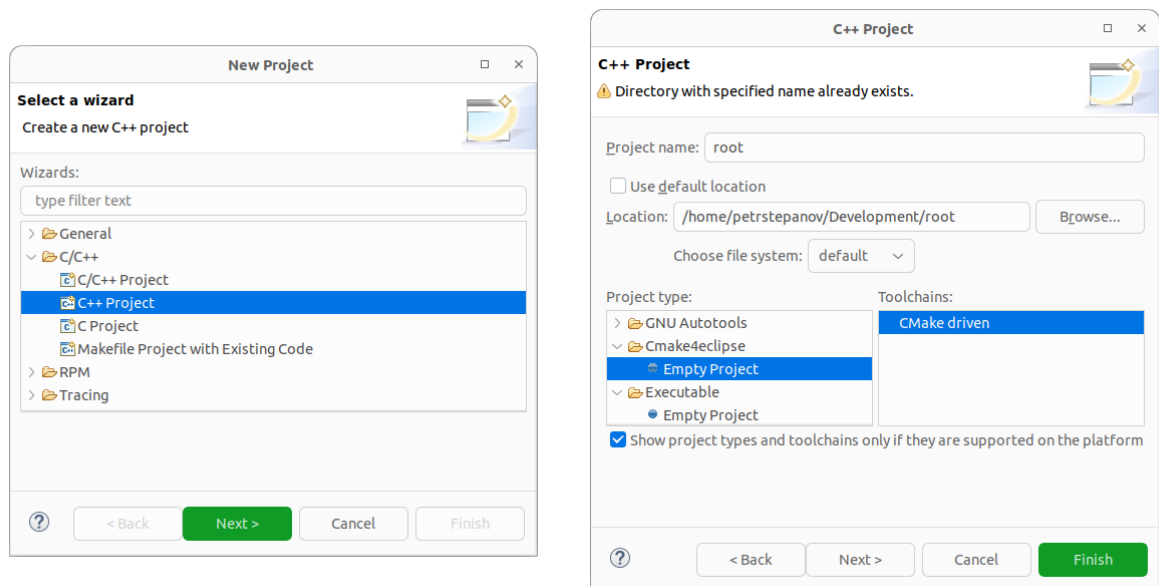 New Project
Select a wizard
Create a new C++ project
Wizards:
type filter text
General
C/C++
C/C++ Project
C++ Project
C Project
Makefile Project with Existing Code
RPM
Tracing
< Back
Next >
Cancel
Finish
C++ Project
C++ Project
Directory with specified name already exists.
Project name: root
Use default location
Location: /home/petrstepanov/Development/root Browse...
Choose file system: default
Project type: Toolchains:
GNU Autotools CMake driven
Cmake4eclipse
Empty Project
Executable
Empty Project
Show project types and toolchains only if they are supported on the platform
< Back
Next >
Cancel
Finish